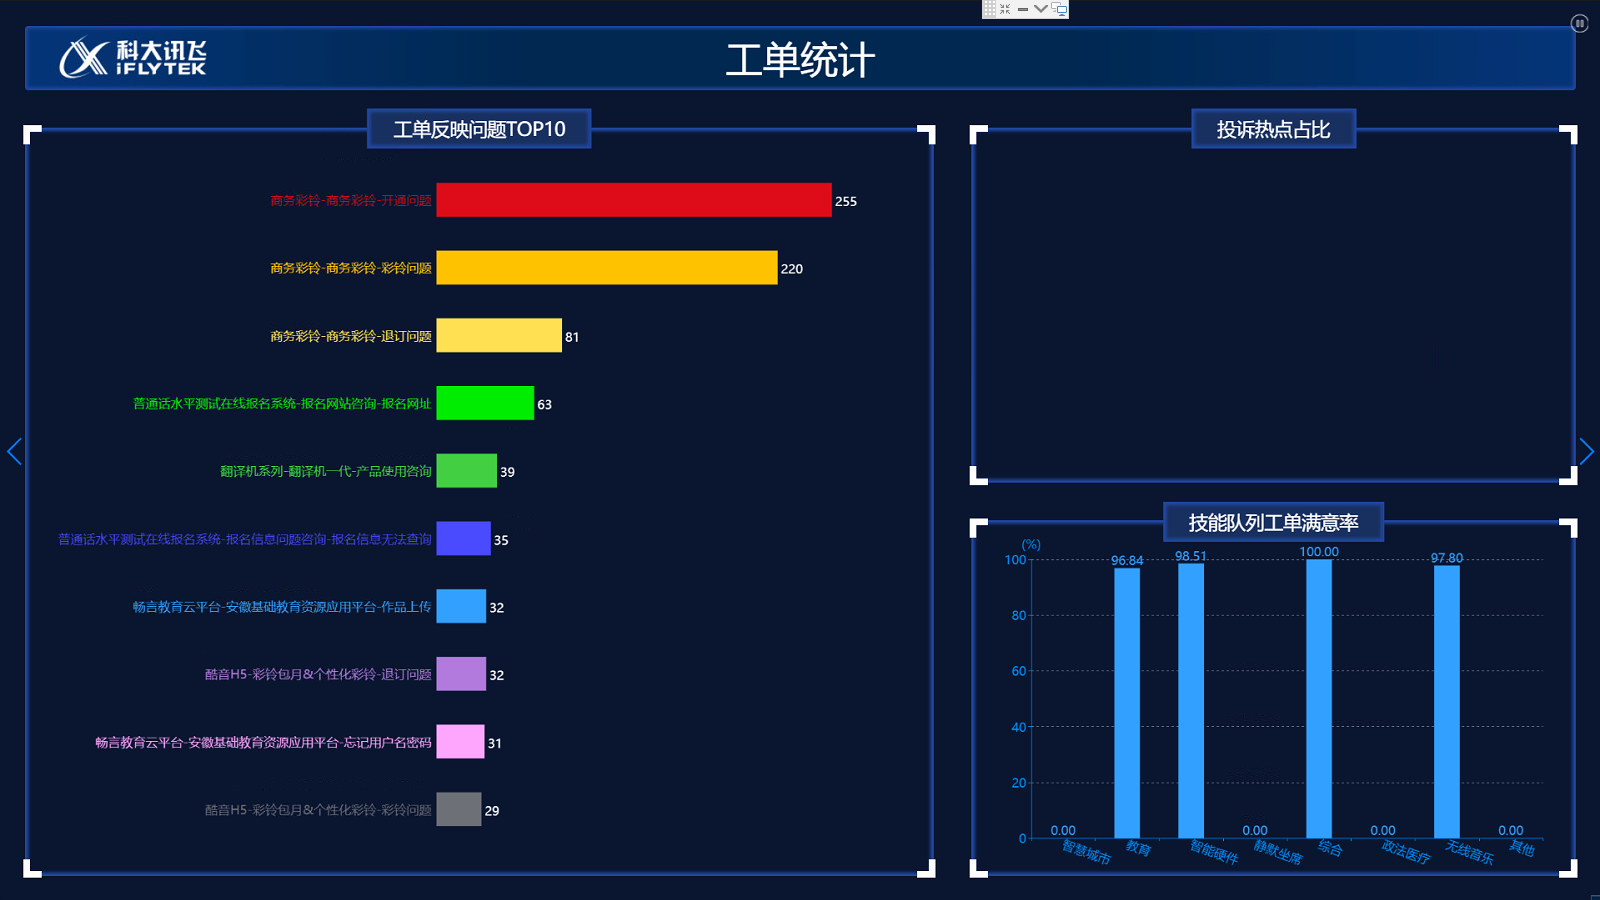 科大讯飞
iFLYTEK
工单统计
工单反映问题TOP10
商务彩铃-商务彩铃-开通问题 255
商务彩铃-商务彩铃-彩铃问题 220
商务彩铃-商务彩铃-退订问题 81
普通话水平测试在线报名系统-报名网站咨询-报名网址 63
翻译机系列-翻译机一代-产品使用咨询 39
普通话水平测试在线报名系统-报名信息问题咨询-报名信息无法查询 35
畅言教育云平台-安徽基础教育资源应用平台-作品上传 32
酷音H5-彩铃包月&个性化彩铃-退订问题 32
畅言教育云平台-安徽基础教育资源应用平台-忘记用户名密码 31
酷音H5-彩铃包月&个性化彩铃-彩铃问题 29
投诉热点占比
技能队列工单满意率
(%)
100
80
60
40
20
0
0.00 96.84 98.51 0.00 100.00 0.00 97.80 0.00
智慧城市 教育 智能硬件 静默坐席 综合 政法医疗 无线音乐 其他